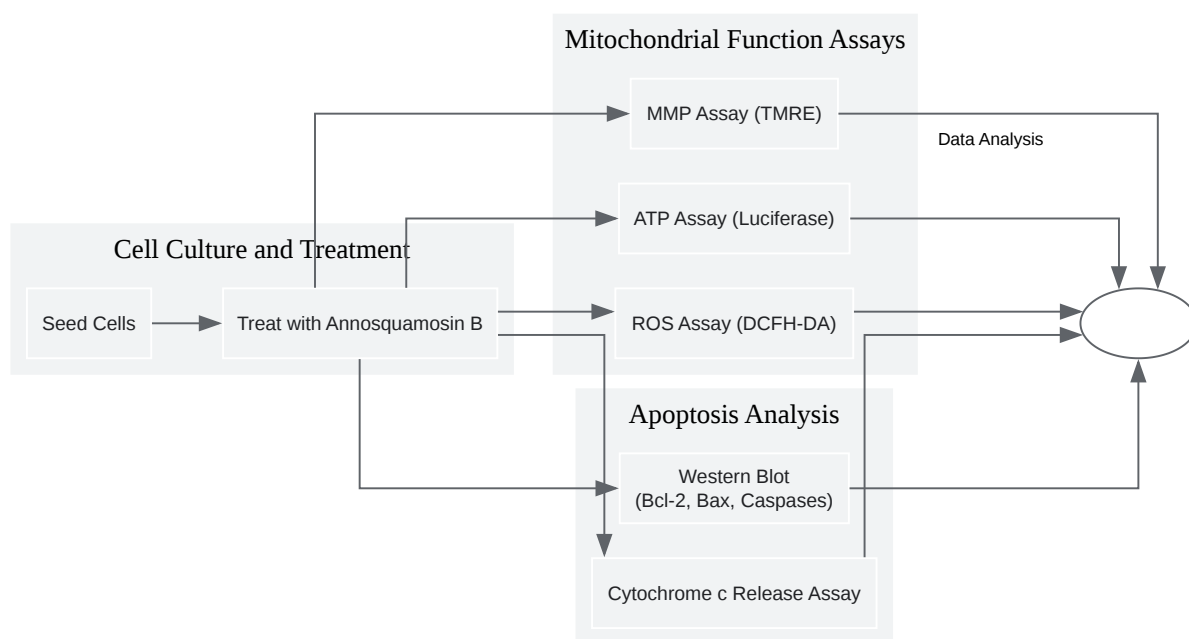 Mitochondrial Function Assays
MMP Assay (TMRE)
Data Analysis
ATP Assay (Luciferase)
Cell Culture and Treatment
Seed Cells
Treat with Annosquamosin B
ROS Assay (DCFH-DA)
Apoptosis Analysis
Western Blot
(Bcl-2, Bax, Caspases)
Cytochrome c Release Assay